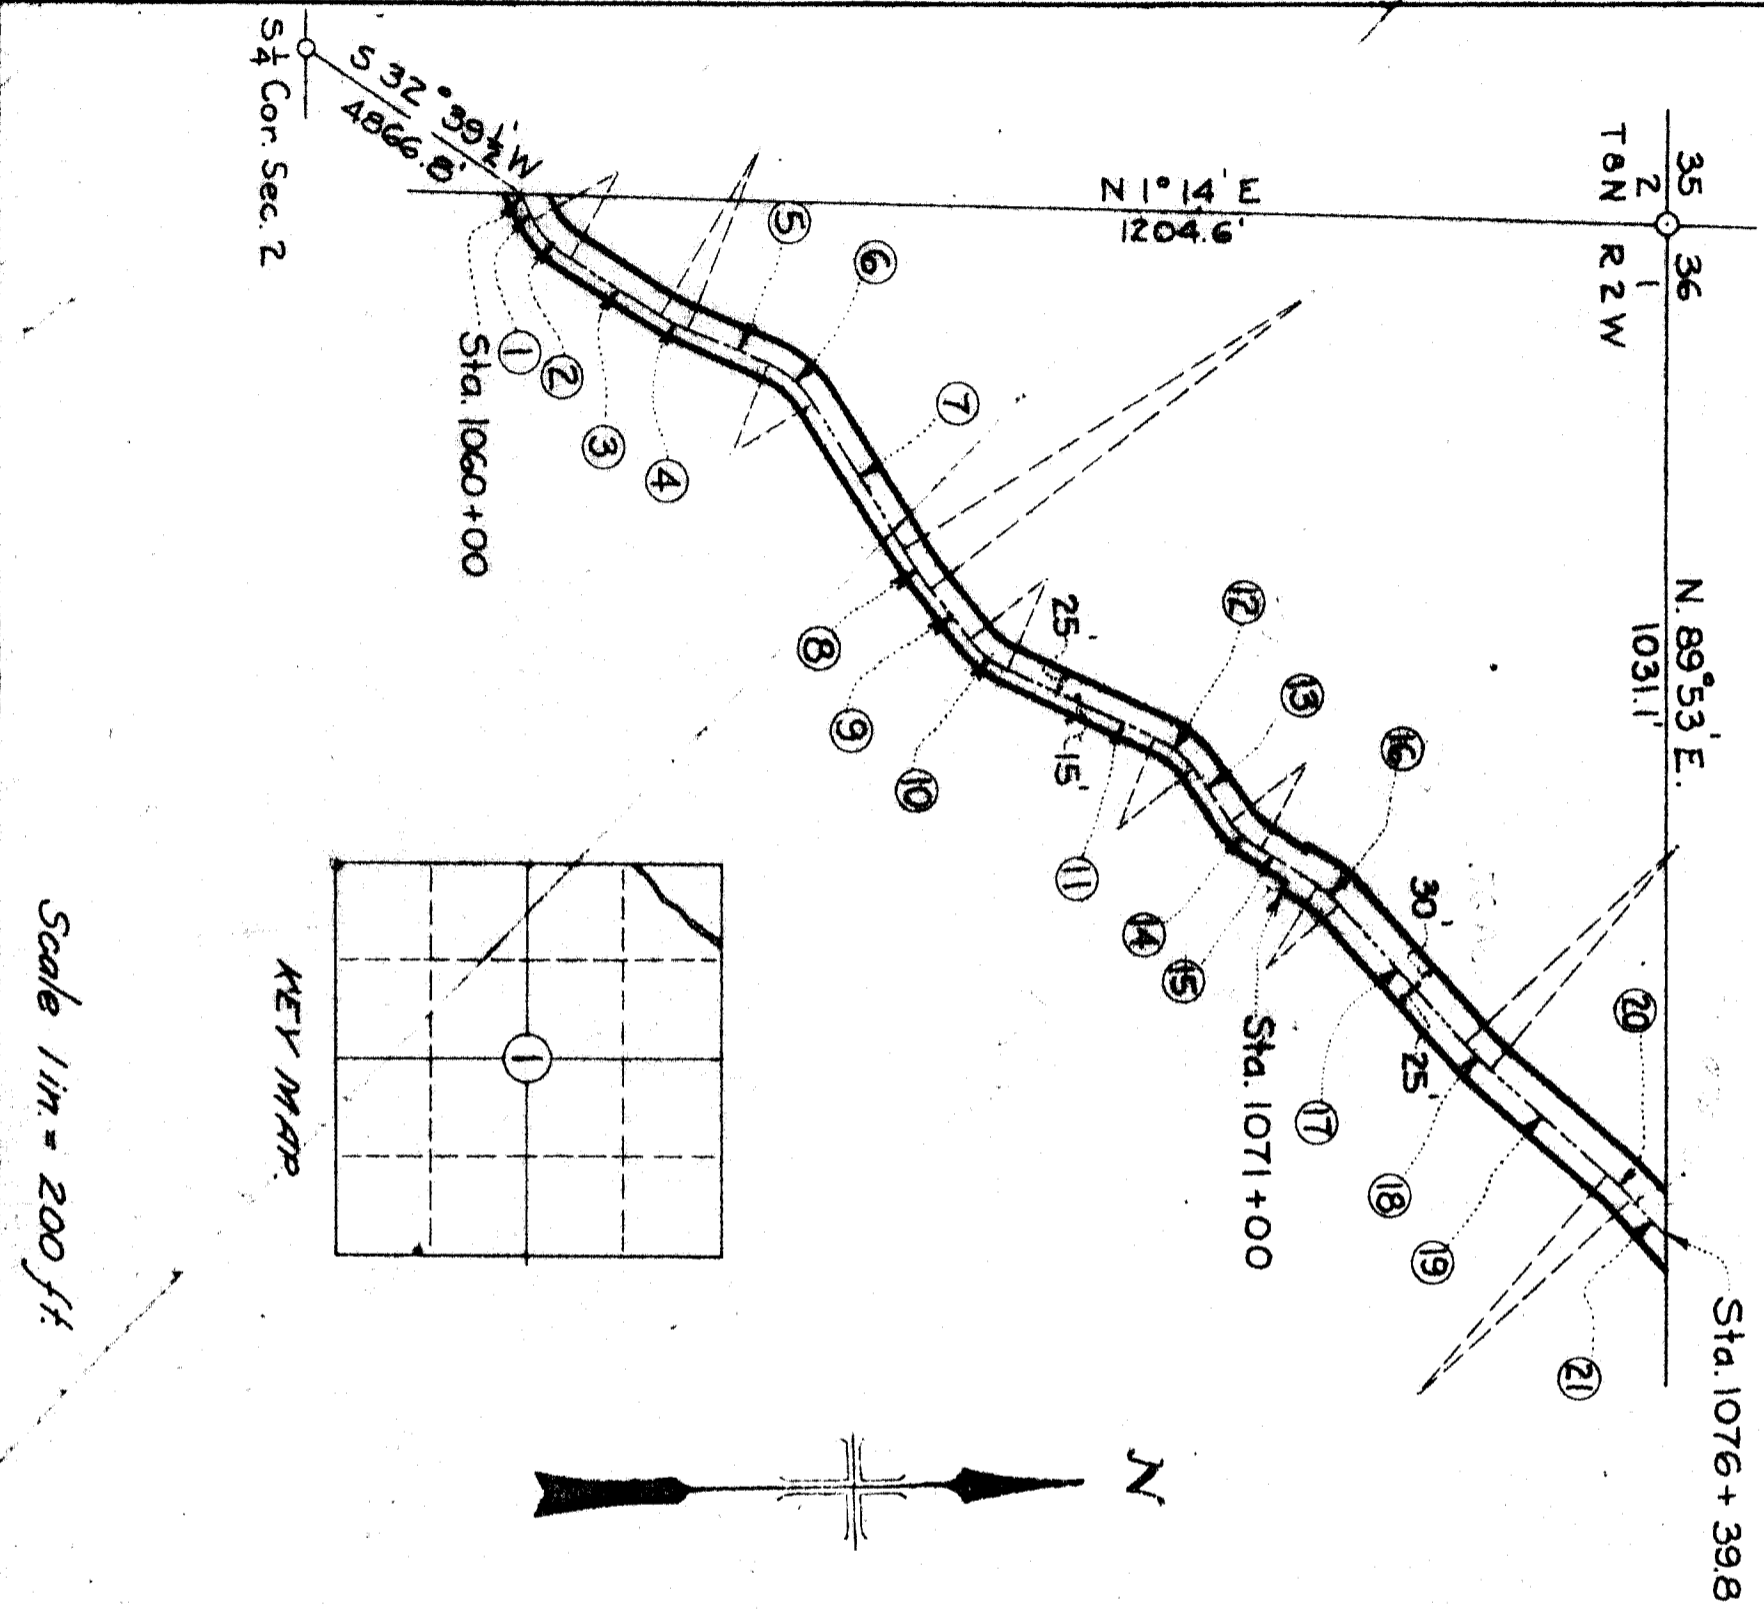 S 1/4 Cor. Sec. 2
S 32° 39 1/2' W
4866.8'
35 | 36
2 | 1
T8N R2W
N 1° 14' E
1204.6'
N. 89° 53' E.
1031.1'
Sta. 1060+00
1
2
3
4
5
6
7
8
9
10
11
12
13
14
15
16
17
18
19
20
21
25'
15'
30'
25'
Sta. 1071+00
Sta. 1076+39.8
1
KEY MAP.
Scale 1 in. = 200 ft.
N